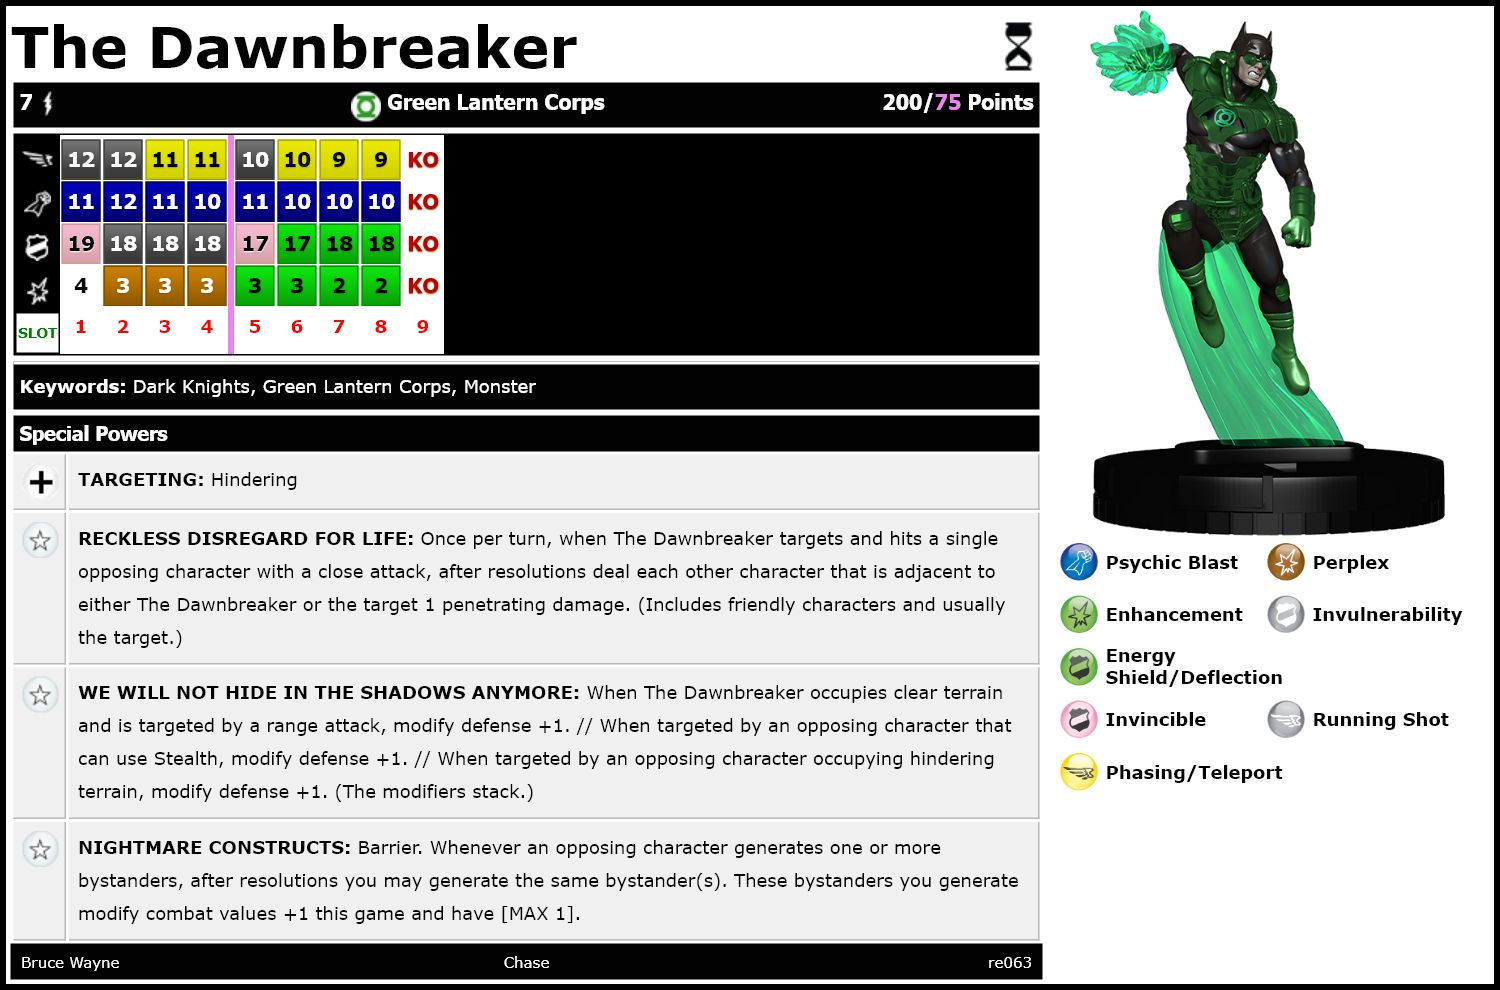 The Dawnbreaker
7 Green Lantern Corps 200/75 Points
12 12 11 11 10 10 9 9 KO
11 12 11 10 11 10 10 10 KO
19 18 18 18 17 17 18 18 KO
4 3 3 3 3 3 2 2 KO
SLOT 1 2 3 4 5 6 7 8 9
Keywords: Dark Knights, Green Lantern Corps, Monster
Special Powers
TARGETING: Hindering
RECKLESS DISREGARD FOR LIFE: Once per turn, when The Dawnbreaker targets and hits a single
opposing character with a close attack, after resolutions deal each other character that is adjacent to
either The Dawnbreaker or the target 1 penetrating damage. (Includes friendly characters and usually
the target.)
WE WILL NOT HIDE IN THE SHADOWS ANYMORE: When The Dawnbreaker occupies clear terrain
and is targeted by a range attack, modify defense +1. // When targeted by an opposing character that
can use Stealth, modify defense +1. // When targeted by an opposing character occupying hindering
terrain, modify defense +1. (The modifiers stack.)
NIGHTMARE CONSTRUCTS: Barrier. Whenever an opposing character generates one or more
bystanders, after resolutions you may generate the same bystander(s). These bystanders you generate
modify combat values +1 this game and have [MAX 1].
Bruce Wayne Chase re063
Psychic Blast Perplex
Enhancement Invulnerability
Energy
Shield/Deflection
Invincible Running Shot
Phasing/Teleport